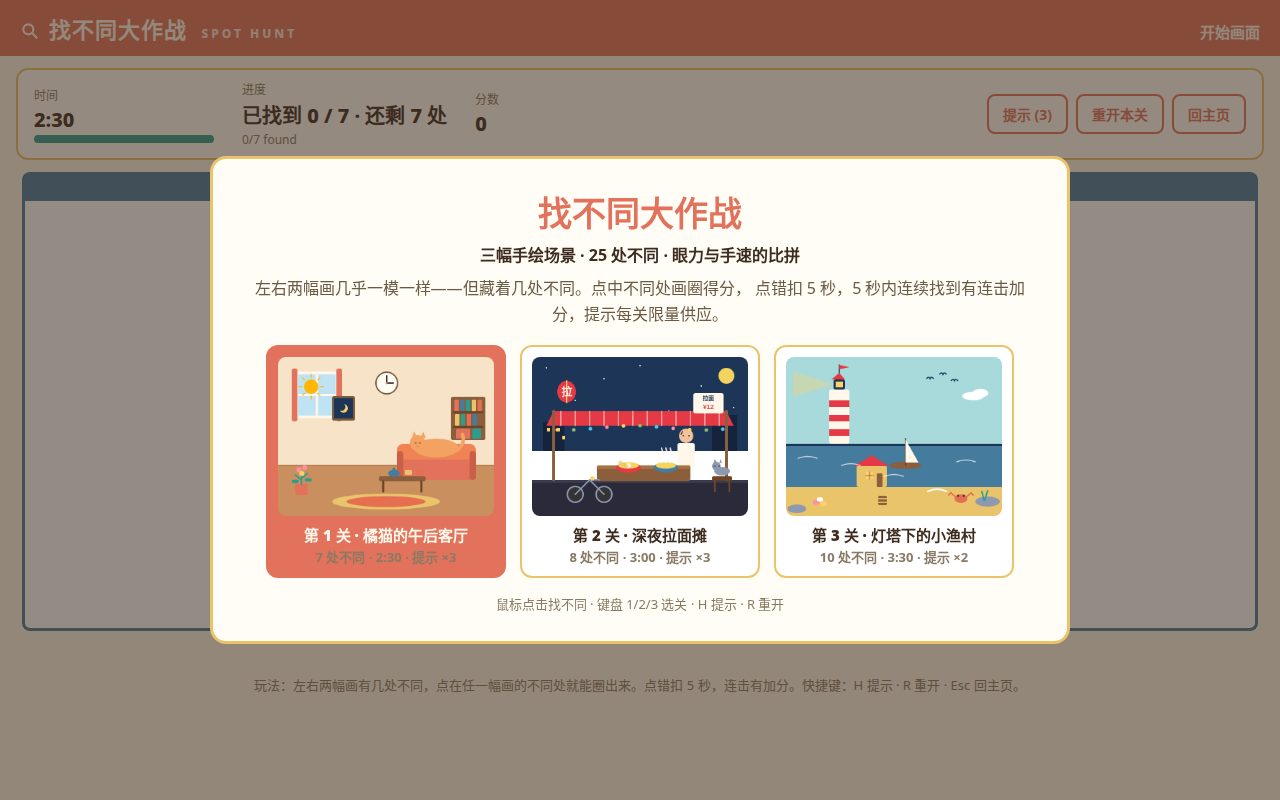 找不同大作战 SPOT HUNT
开始画面
时间
2:30
进度
已找到 0 / 7 · 还剩 7 处
0/7 found
分数
0
提示 (3)
重开本关
回主页
找不同大作战
三幅手绘场景 · 25 处不同 · 眼力与手速的比拼
左右两幅画几乎一模一样——但藏着几处不同。点中不同处画圈得分， 点错扣 5 秒，5 秒内连续找到有连击加
分，提示每关限量供应。
第 1 关 · 橘猫的午后客厅
7 处不同 · 2:30 · 提示 ×3
拉
拉面
¥12
第 2 关 · 深夜拉面摊
8 处不同 · 3:00 · 提示 ×3
第 3 关 · 灯塔下的小渔村
10 处不同 · 3:30 · 提示 ×2
鼠标点击找不同 · 键盘 1/2/3 选关 · H 提示 · R 重开
玩法：左右两幅画有几处不同，点在任一幅画的不同处就能圈出来。点错扣 5 秒，连击有加分。快捷键：H 提示 · R 重开 · Esc 回主页。